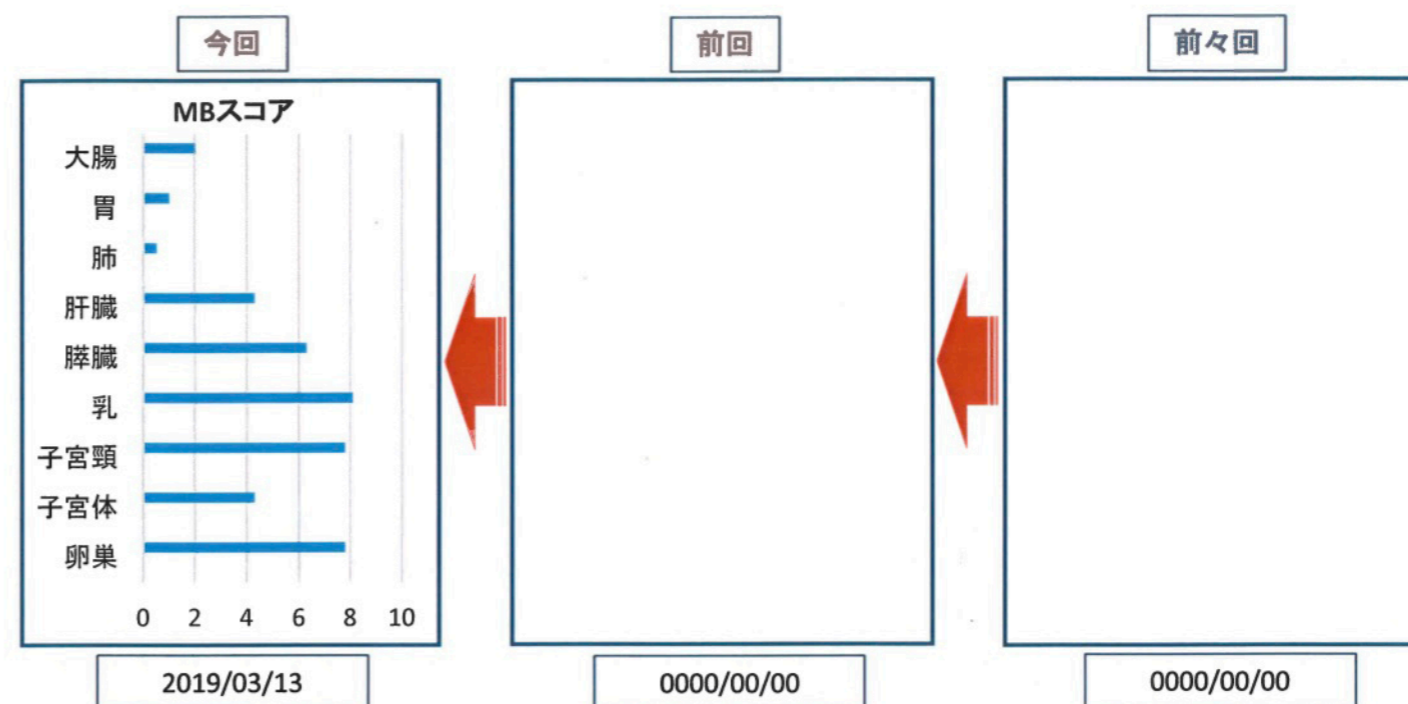 今回
前回
前々回
MBスコア
大腸
胃
肺
肝臓
膵臓
乳
子宮頸
子宮体
卵巣
0 2 4 6 8 10
2019/03/13
0000/00/00
0000/00/00